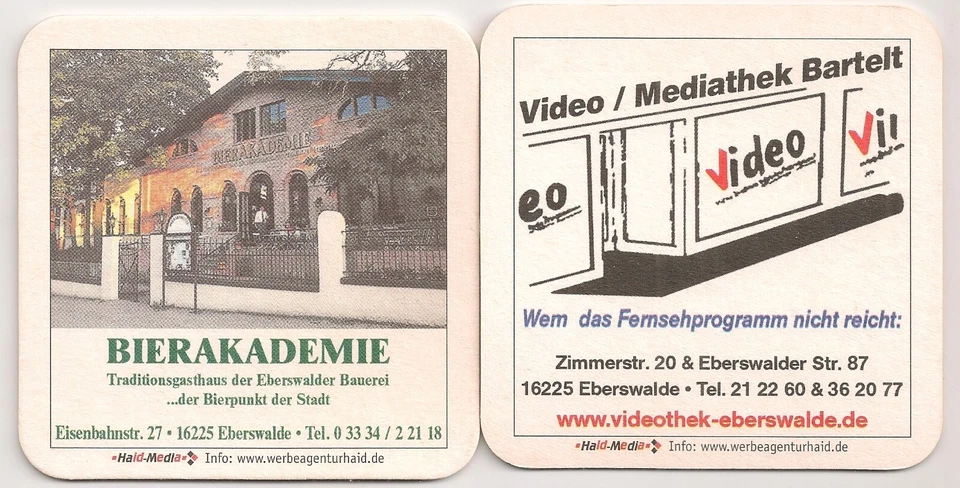 BIERAKADEMIE
BIERAKADEMIE
Traditionsgasthaus der Eberswalder Bauerei
...der Bierpunkt der Stadt
Eisenbahnstr. 27 • 16225 Eberswalde • Tel. 0 33 34 / 2 21 18
Haid-Media Info: www.werbeagenturhaid.de
Video / Mediathek Bartelt
eo
Video
Vil
Wem das Fernsehprogramm nicht reicht:
Zimmerstr. 20 & Eberswalder Str. 87
16225 Eberswalde • Tel. 21 22 60 & 36 20 77
www.videothek-eberswalde.de
Haid-Media Info: www.werbeagenturhaid.de